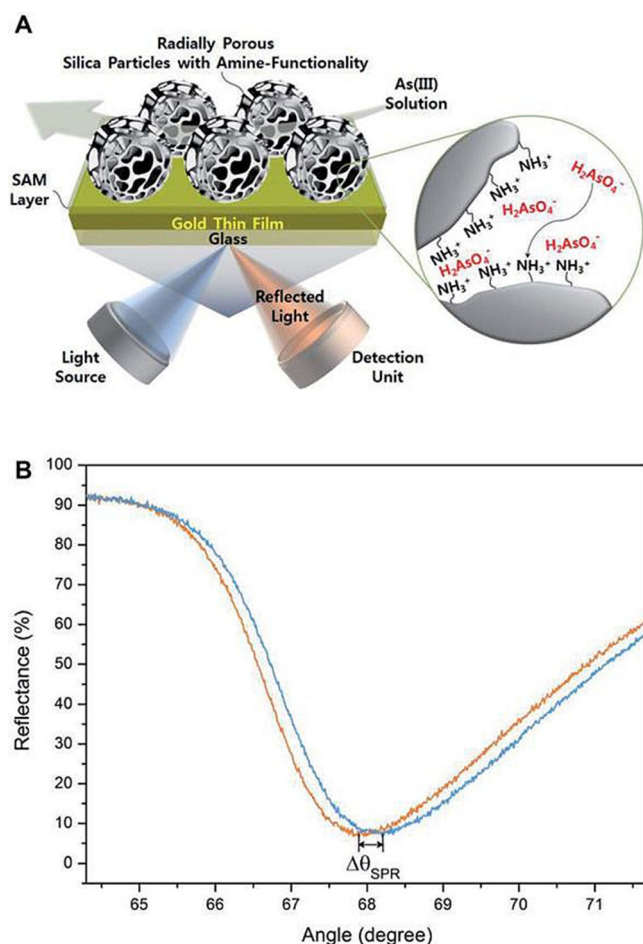 A
Radially Porous
Silica Particles with Amine-Functionality
As(III)
Solution
SAM
Layer
Gold Thin Film
Glass
Reflected
Light
Light
Source
Detection
Unit
NH₃⁺
NH₃⁺
NH₃⁺
NH₃⁺
NH₃⁺
NH₃⁺
NH₃⁺
NH₃⁺
NH₃⁺
H₂AsO₄⁻
H₂AsO₄⁻
H₂AsO₄⁻
H₂AsO₄⁻
B
Reflectance (%)
100
90
80
70
60
50
40
30
20
10
0
ΔθSPR
65 66 67 68 69 70 71
Angle (degree)